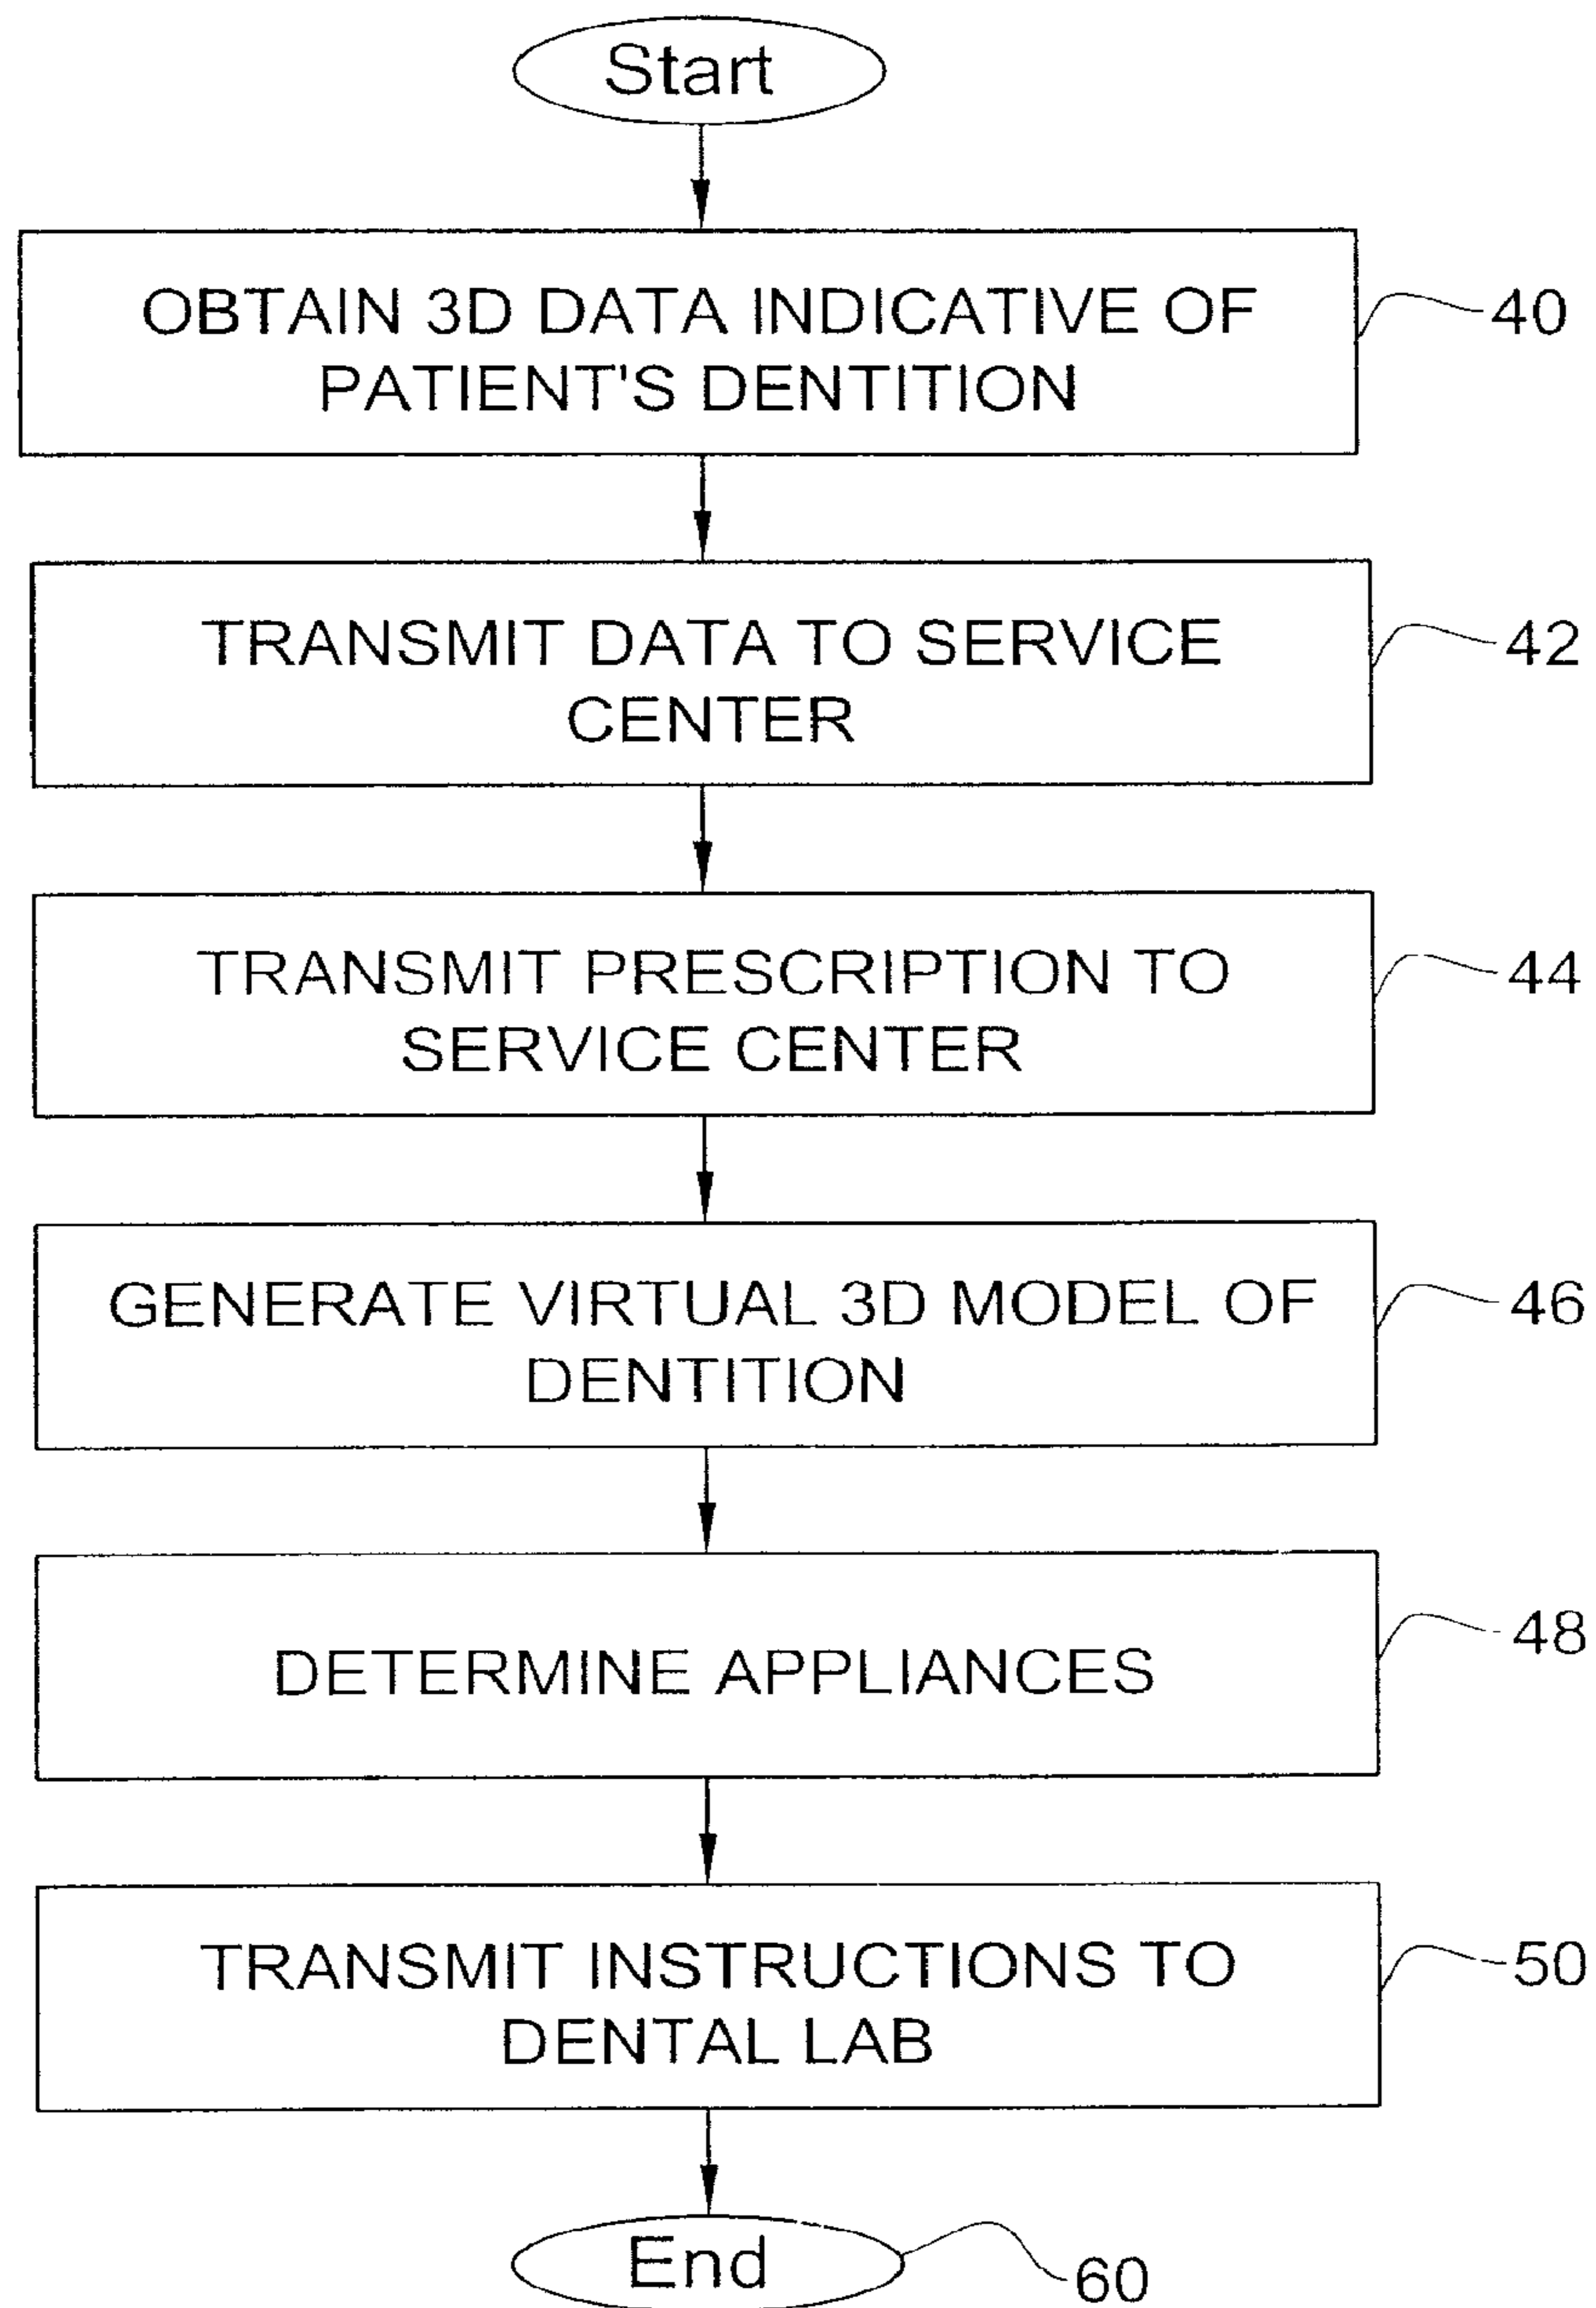 Start
OBTAIN 3D DATA INDICATIVE OF
PATIENT'S DENTITION
40
TRANSMIT DATA TO SERVICE
CENTER
42
TRANSMIT PRESCRIPTION TO
SERVICE CENTER
44
GENERATE VIRTUAL 3D MODEL OF
DENTITION
46
DETERMINE APPLIANCES
48
TRANSMIT INSTRUCTIONS TO
DENTAL LAB
50
End
60